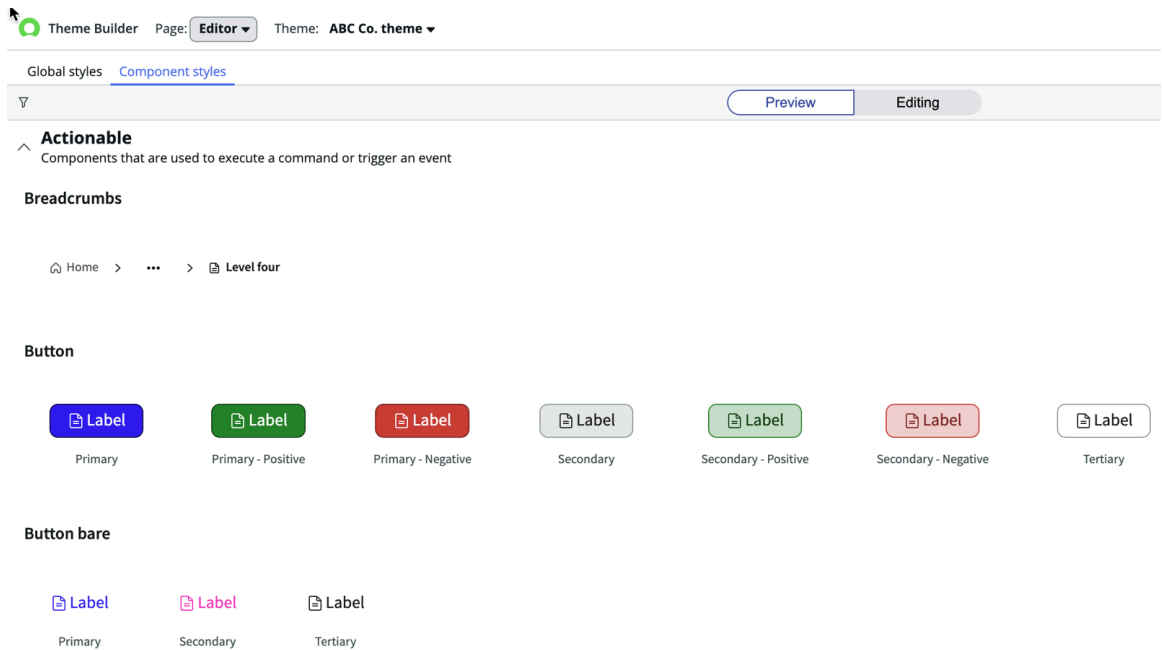 Theme Builder Page: Editor Theme: ABC Co. theme
Global styles Component styles
Preview Editing
Actionable
Components that are used to execute a command or trigger an event
Breadcrumbs
Home > ••• > Level four
Button
Label Label Label Label Label Label Label
Primary Primary - Positive Primary - Negative Secondary Secondary - Positive Secondary - Negative Tertiary
Button bare
Label Label Label
Primary Secondary Tertiary